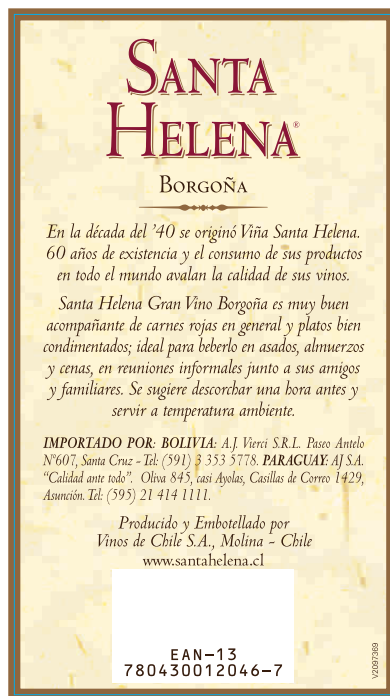 SANTA
HELENA®
BORGOÑA
En la década del '40 se originó Viña Santa Helena.
60 años de existencia y el consumo de sus productos
en todo el mundo avalan la calidad de sus vinos.
Santa Helena Gran Vino Borgoña es muy buen
acompañante de carnes rojas en general y platos bien
condimentados; ideal para beberlo en asados, almuerzos
y cenas, en reuniones informales junto a sus amigos
y familiares. Se sugiere descorchar una hora antes y
servir a temperatura ambiente.
IMPORTADO POR: BOLIVIA: A.J. Vierci S.R.L. Paseo Antelo
N°607, Santa Cruz - Tel: (591) 3 353 5778. PARAGUAY: AJ S.A.
“Calidad ante todo”. Oliva 845, casi Ayolas, Casillas de Correo 1429,
Asunción. Tel: (595) 21 414 1111.
Producido y Embotellado por
Vinos de Chile S.A., Molina - Chile
www.santahelena.cl
EAN-13
780430012046-7
V2097369